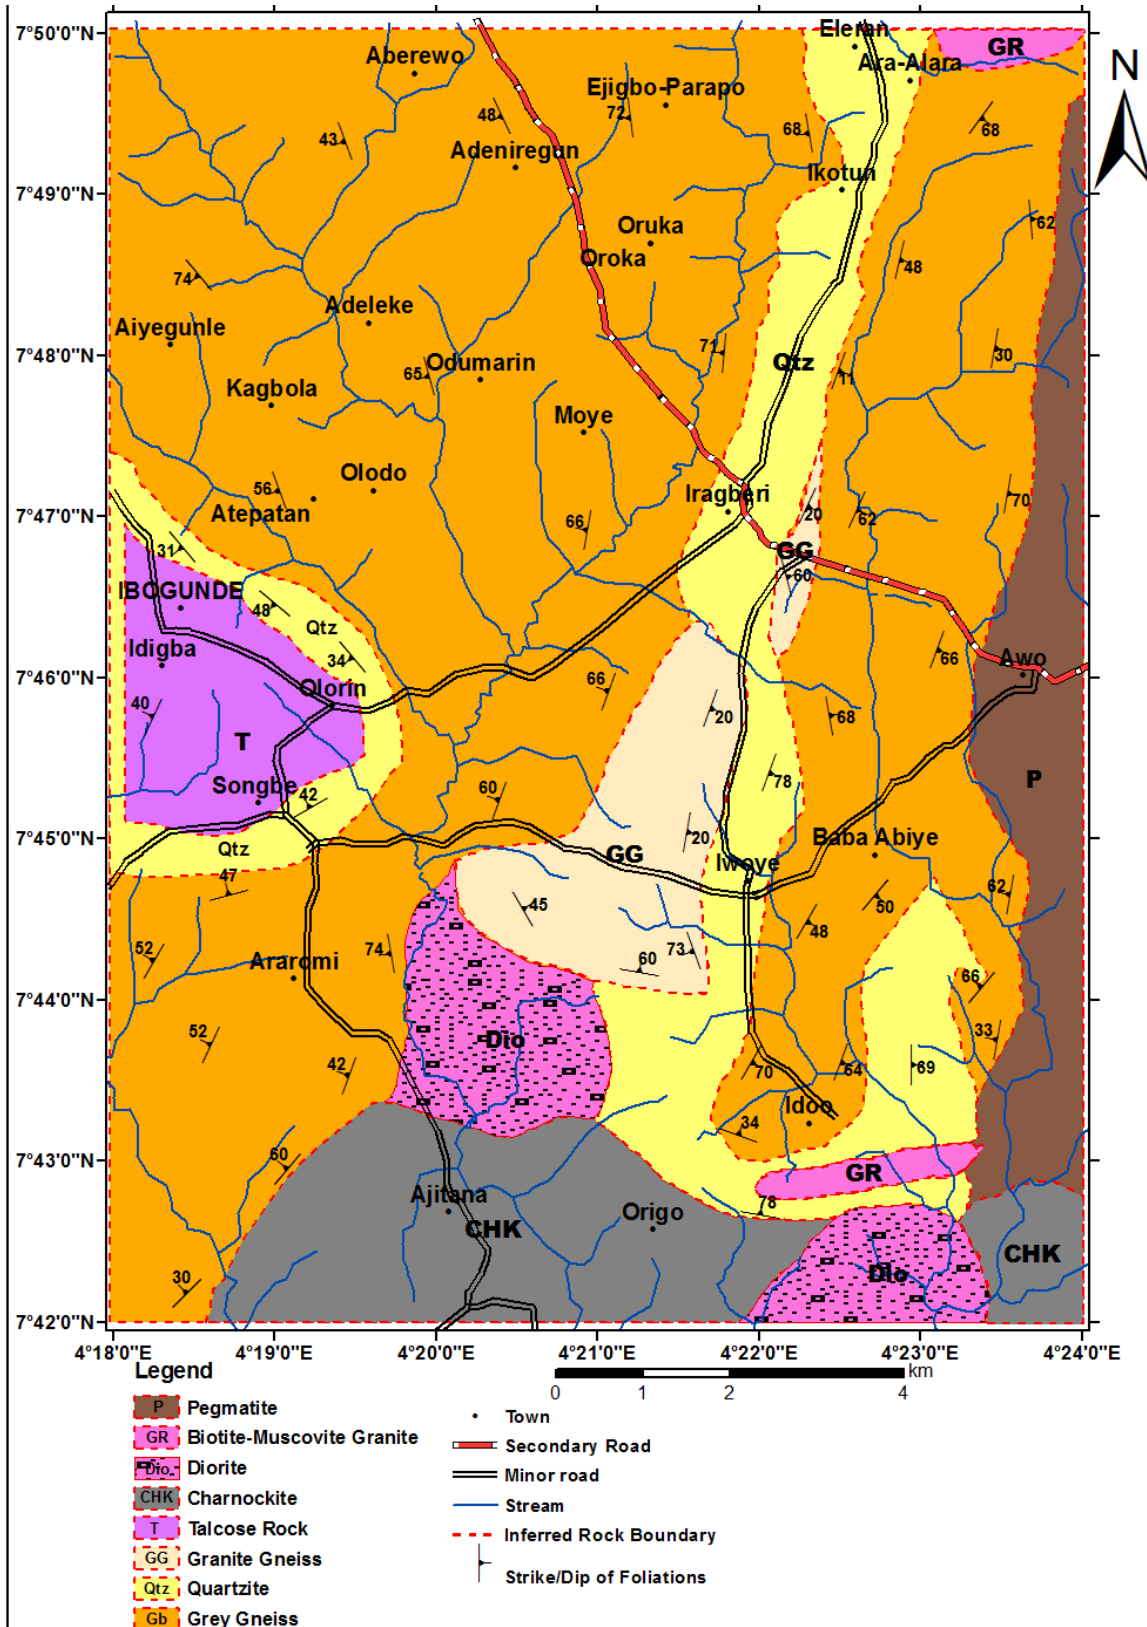 7°50'0"N
Eleran
GR
Aberewo
Ara-Alara
N
Ejigbo-Parapo
48
72
68
68
43
Adeniregun
Ikotun
7°49'0"N
Oruka
62
Oroka
48
74
Adeleke
Aiyegunle
7°48'0"N
71
30
Odumarin
Qtz
65
11
Kagbola
Moye
Olodo
56
Iragberi
70
Atepatan
7°47'0"N
20
62
66
31
GG
60
IBOGUNDE
48
Qtz
Idigba
34
66
Awo
7°46'0"N
Olorin
66
40
20
68
T
P
Songbe
60
78
42
7°45'0"N
Qtz
GG
20
Baba Abiye
Iwoye
47
62
45
50
52
74
73
48
Araromi
60
66
7°44'0"N
52
Dio
33
42
70
64
69
Idoo
34
60
7°43'0"N
GR
Ajitana
78
Origo
CHK
CHK
30
Dio
7°42'0"N
4°18'0"E
4°19'0"E
4°20'0"E
4°21'0"E
4°22'0"E
4°23'0"E
4°24'0"E
Legend
km
0
1
2
4
P
Pegmatite
Town
GR
Biotite-Muscovite Granite
Secondary Road
Dio
Diorite
Minor road
CHK
Charnockite
Stream
T
Talcose Rock
Inferred Rock Boundary
GG
Granite Gneiss
Strike/Dip of Foliations
Qtz
Quartzite
Gb
Grey Gneiss